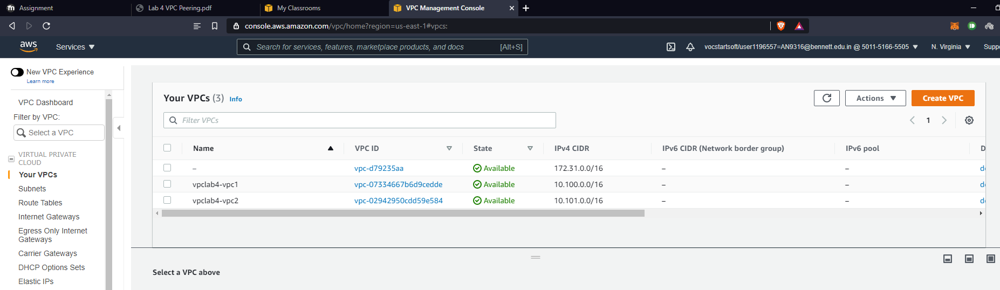 Assignment
Lab 4 VPC Peering.pdf
My Classrooms
VPC Management Console
console.aws.amazon.com/vpc/home?region=us-east-1#vpcs:
aws
Services
Search for services, features, marketplace products, and docs [Alt+S]
vocstartsoft/user1196557=AN9316@bennett.edu.in @ 5011-5166-5505
N. Virginia
Supp
New VPC Experience
Learn more
VPC Dashboard
Filter by VPC:
Select a VPC
VIRTUAL PRIVATE
CLOUD
Your VPCs
Subnets
Route Tables
Internet Gateways
Egress Only Internet
Gateways
Carrier Gateways
DHCP Options Sets
Elastic IPs
Your VPCs (3) Info
Actions
Create VPC
Filter VPCs
1
Name VPC ID State IPv4 CIDR IPv6 CIDR (Network border group) IPv6 pool D
– vpc-d79235aa Available 172.31.0.0/16 – – d
vpclab4-vpc1 vpc-07334667b6d9cedde Available 10.100.0.0/16 – – d
vpclab4-vpc2 vpc-02942950cdd59e584 Available 10.101.0.0/16 – – d
Select a VPC above